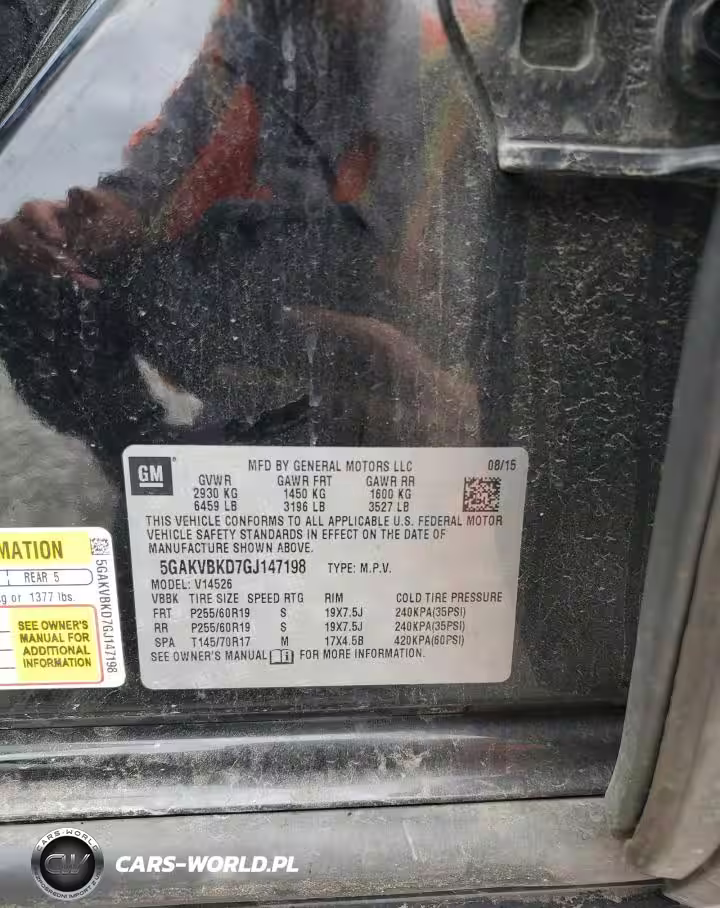 GM
MFD BY GENERAL MOTORS LLC 08/15
GVWR GAWR FRT GAWR RR
2930 KG 1450 KG 1600 KG
6459 LB 3196 LB 3527 LB
THIS VEHICLE CONFORMS TO ALL APPLICABLE U.S. FEDERAL MOTOR
VEHICLE SAFETY STANDARDS IN EFFECT ON THE DATE OF
MANUFACTURE SHOWN ABOVE.
5GAKVBKD7GJ147198 TYPE: M.P.V.
MODEL: V14526
VBBK TIRE SIZE SPEED RTG RIM COLD TIRE PRESSURE
FRT P255/60R19 S 19X7.5J 240KPA(35PSI)
RR P255/60R19 S 19X7.5J 240KPA(35PSI)
SPA T145/70R17 M 17X4.5B 420KPA(60PSI)
SEE OWNER'S MANUAL FOR MORE INFORMATION.
MATION
REAR 5
g or 1377 lbs.
SEE OWNER'S
MANUAL FOR
ADDITIONAL
INFORMATION
5GAKVBKD7GJ147198
CARS-WORLD
CW
CARS-WORLD.PL